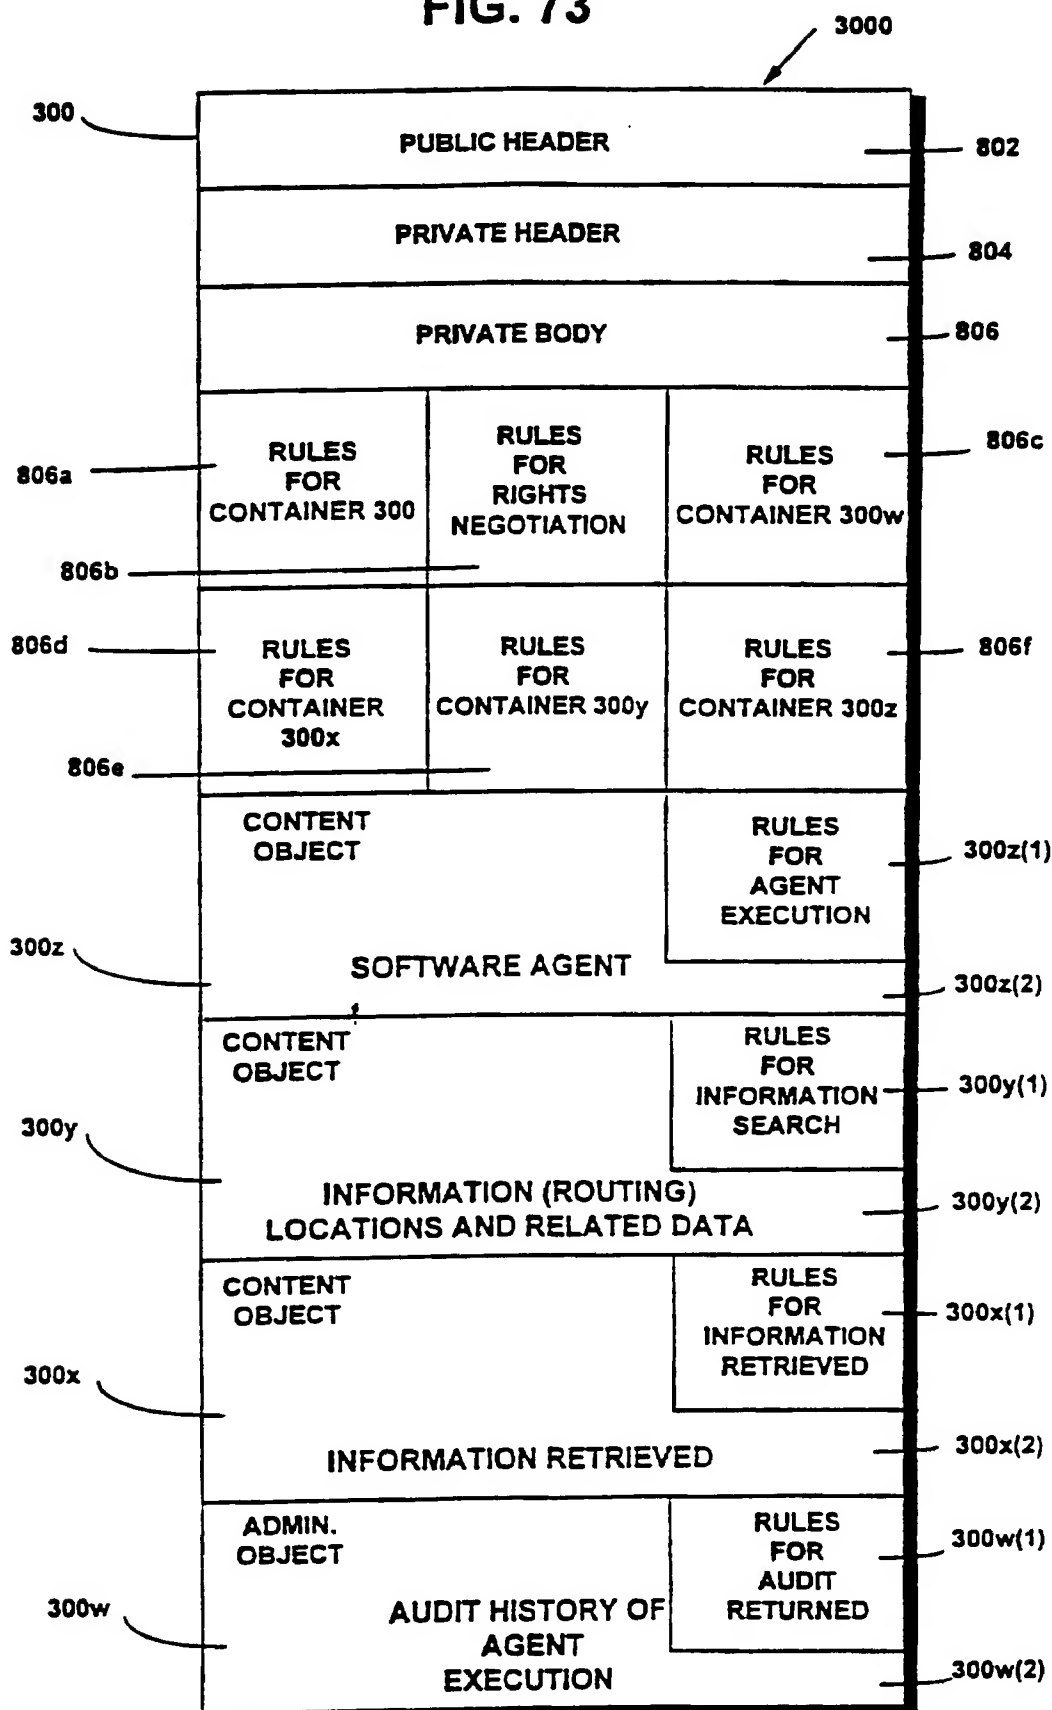 FIG. 73
3000
300
PUBLIC HEADER
802
PRIVATE HEADER
804
PRIVATE BODY
806
806a
RULES
FOR
CONTAINER 300
806b
RULES
FOR
RIGHTS
NEGOTIATION
RULES
FOR
CONTAINER 300w
806c
806d
RULES
FOR
CONTAINER
300x
806e
RULES
FOR
CONTAINER 300y
RULES
FOR
CONTAINER 300z
806f
CONTENT
OBJECT
RULES
FOR
AGENT
EXECUTION
300z(1)
300z
SOFTWARE AGENT
300z(2)
CONTENT
OBJECT
RULES
FOR
INFORMATION
SEARCH
300y(1)
300y
INFORMATION (ROUTING)
LOCATIONS AND RELATED DATA
300y(2)
CONTENT
OBJECT
RULES
FOR
INFORMATION
RETRIEVED
300x(1)
300x
INFORMATION RETRIEVED
300x(2)
ADMIN.
OBJECT
RULES
FOR
AUDIT
RETURNED
300w(1)
300w
AUDIT HISTORY OF
AGENT
EXECUTION
300w(2)